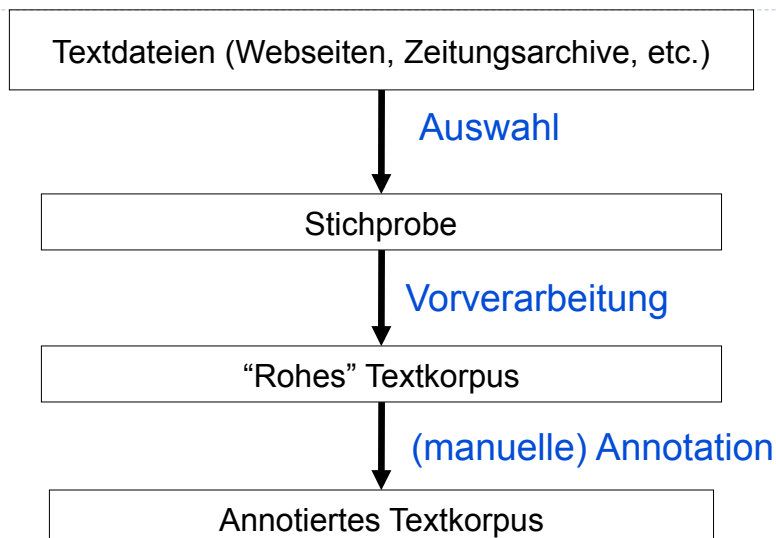 Textdateien (Webseiten, Zeitungsarchive, etc.)
Auswahl
Stichprobe
Vorverarbeitung
“Rohes” Textkorpus
(manuelle) Annotation
Annotiertes Textkorpus